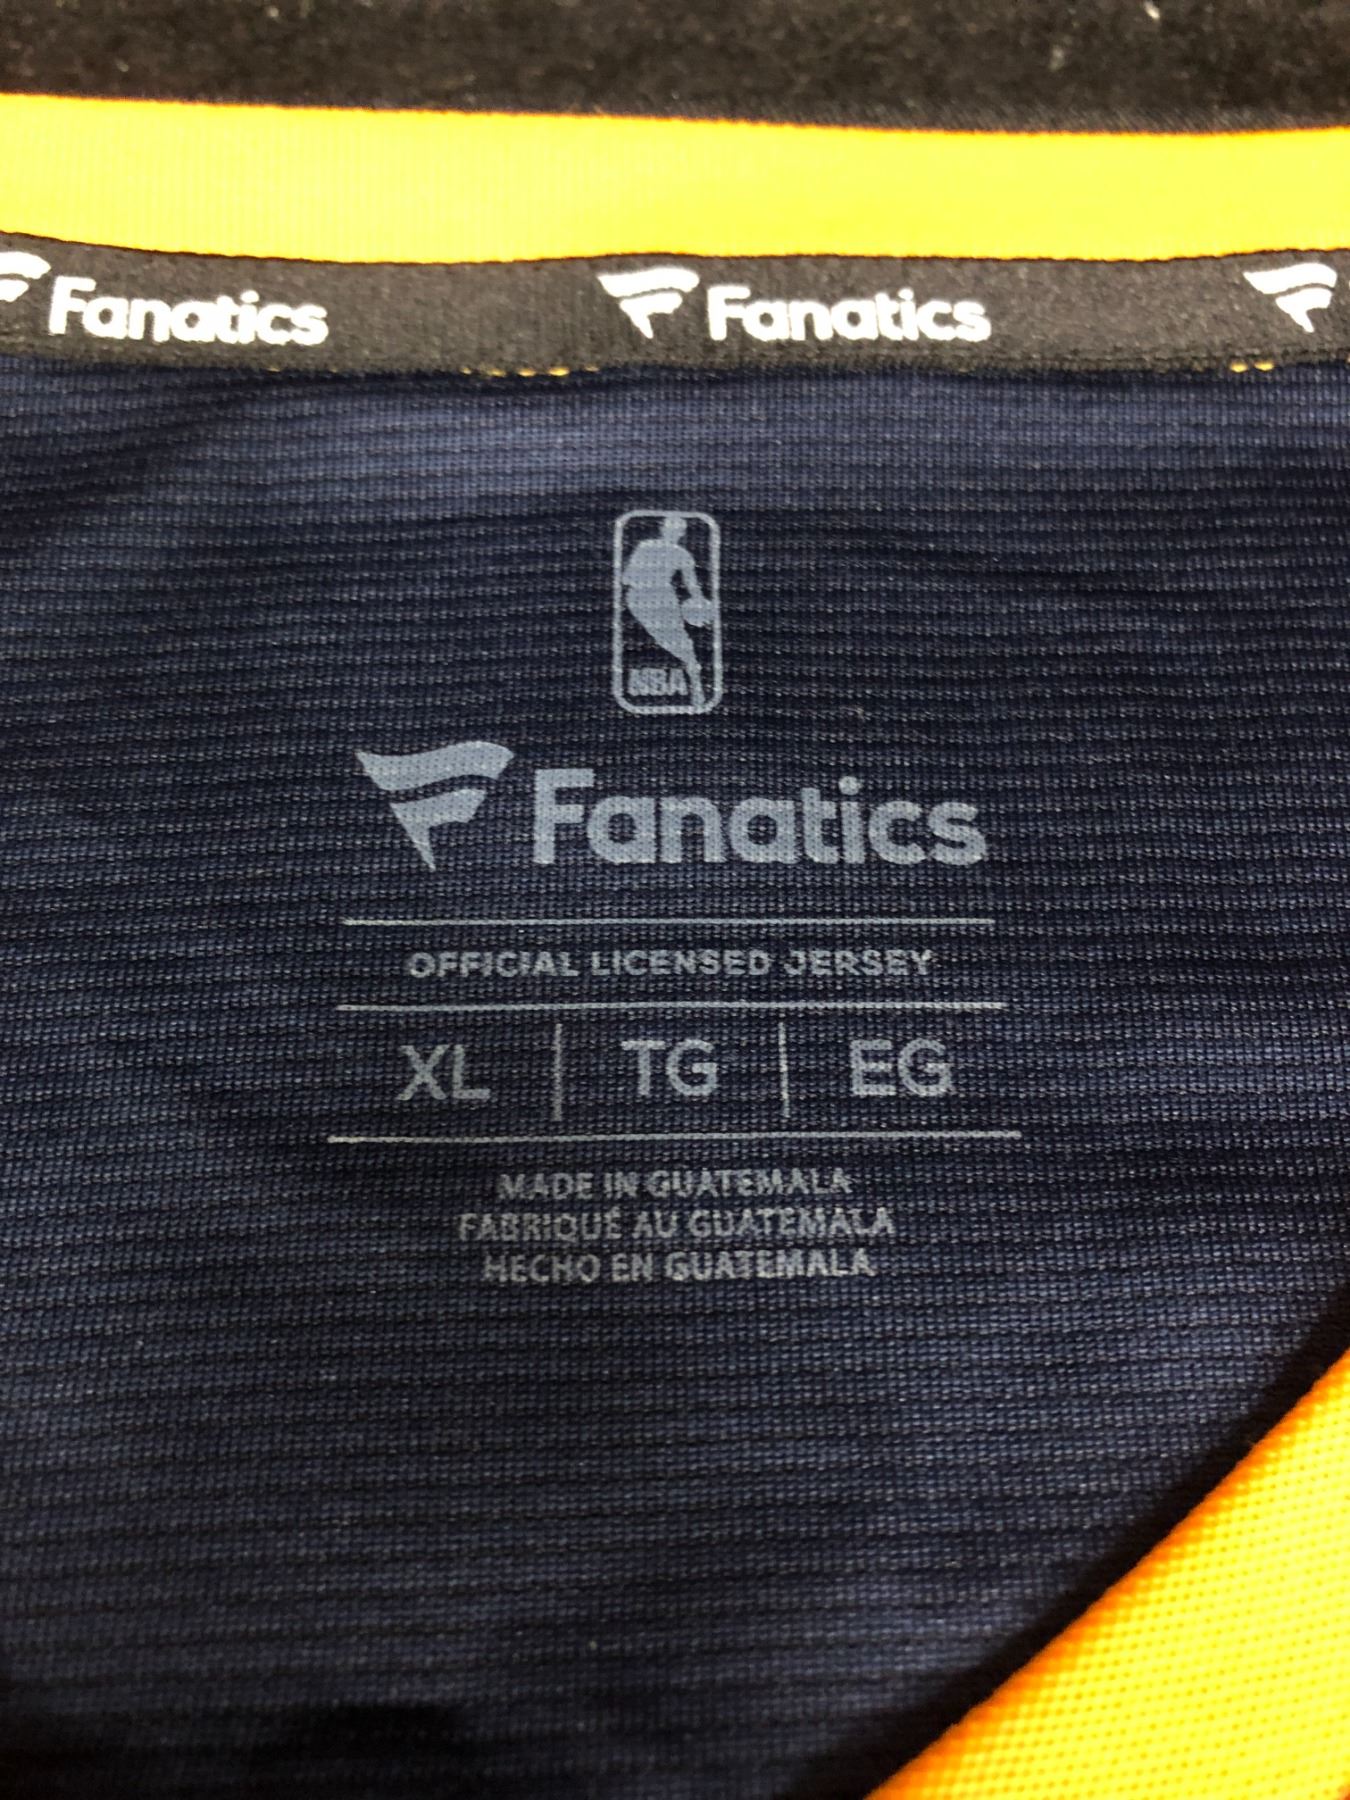 Fanatics Fanatics
NBA
Fanatics
OFFICIAL LICENSED JERSEY
XL | TG | EG
MADE IN GUATEMALA
FABRIQUÉ AU GUATEMALA
HECHO EN GUATEMALA